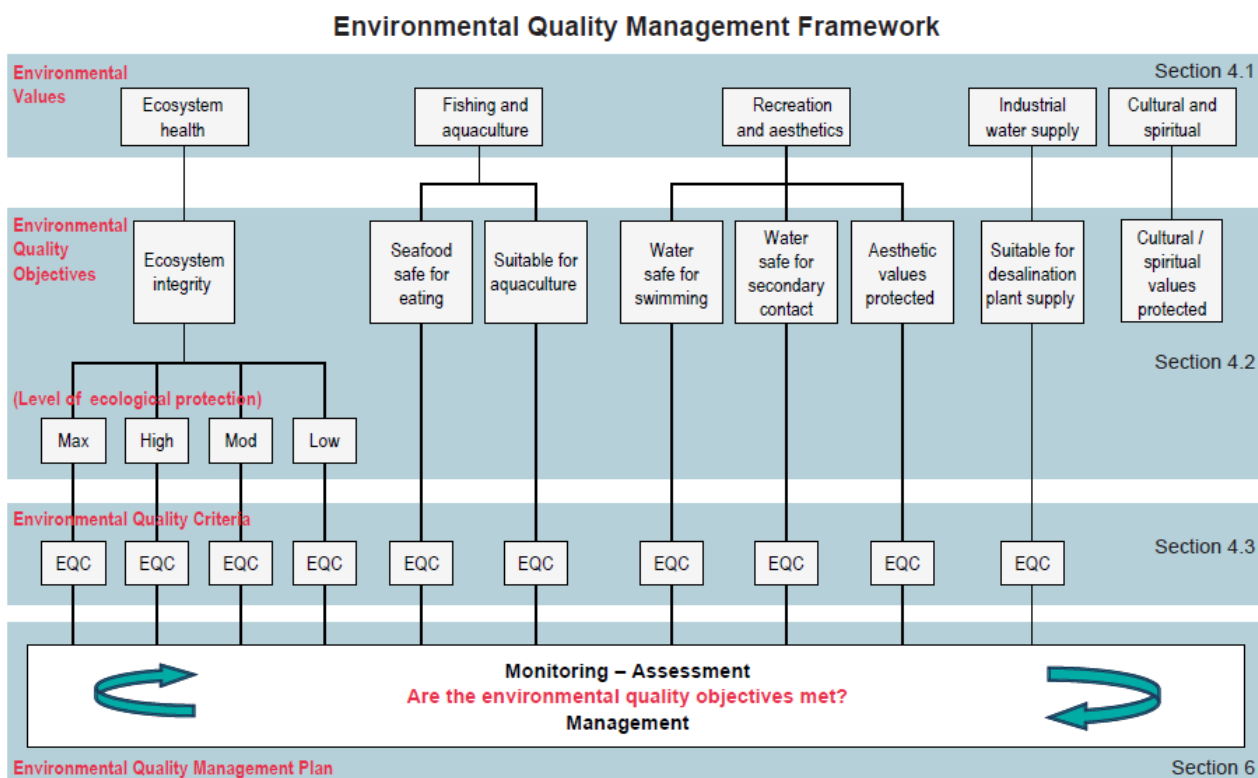 Environmental Quality Management Framework
Environmental
Values
Section 4.1
Ecosystem
health
Fishing and
aquaculture
Recreation
and aesthetics
Industrial
water supply
Cultural and
spiritual
Environmental
Quality
Objectives
Ecosystem
integrity
Seafood
safe for
eating
Suitable for
aquaculture
Water
safe for
swimming
Water
safe for
secondary
contact
Aesthetic
values
protected
Suitable for
desalination
plant supply
Cultural /
spiritual
values
protected
Section 4.2
(Level of ecological protection)
Max
High
Mod
Low
Environmental Quality Criteria
Section 4.3
EQC
EQC
EQC
EQC
EQC
EQC
EQC
EQC
EQC
EQC
Monitoring – Assessment
Are the environmental quality objectives met?
Management
Environmental Quality Management Plan
Section 6